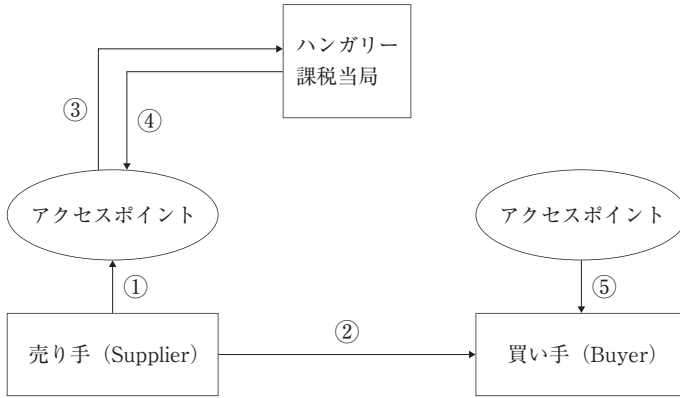 ハンガリー
課税当局
③
④
アクセスポイント
アクセスポイント
①
⑤
②
売り手（Supplier）
買い手（Buyer）